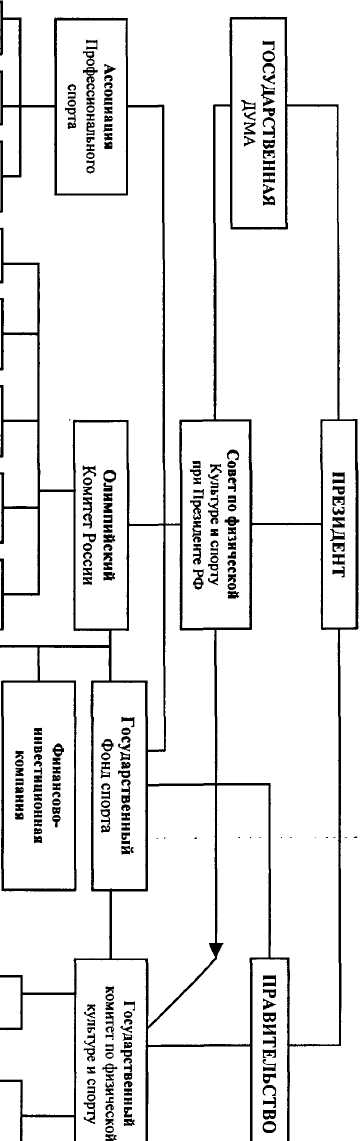 ПРЕЗИДЕНТ
ГОСУДАРСТВЕННАЯ
ДУМА
ПРАВИТЕЛЬСТВО
Совет по физической
Культуре и спорту
при Президенте РФ
Ассоциация
Профессионального
спорта
Олимпийский
Комитет России
Государственный
Фонд спорта
Государственный
комитет по физической
культуре и спорту
Финансово-
инвестиционная
компания